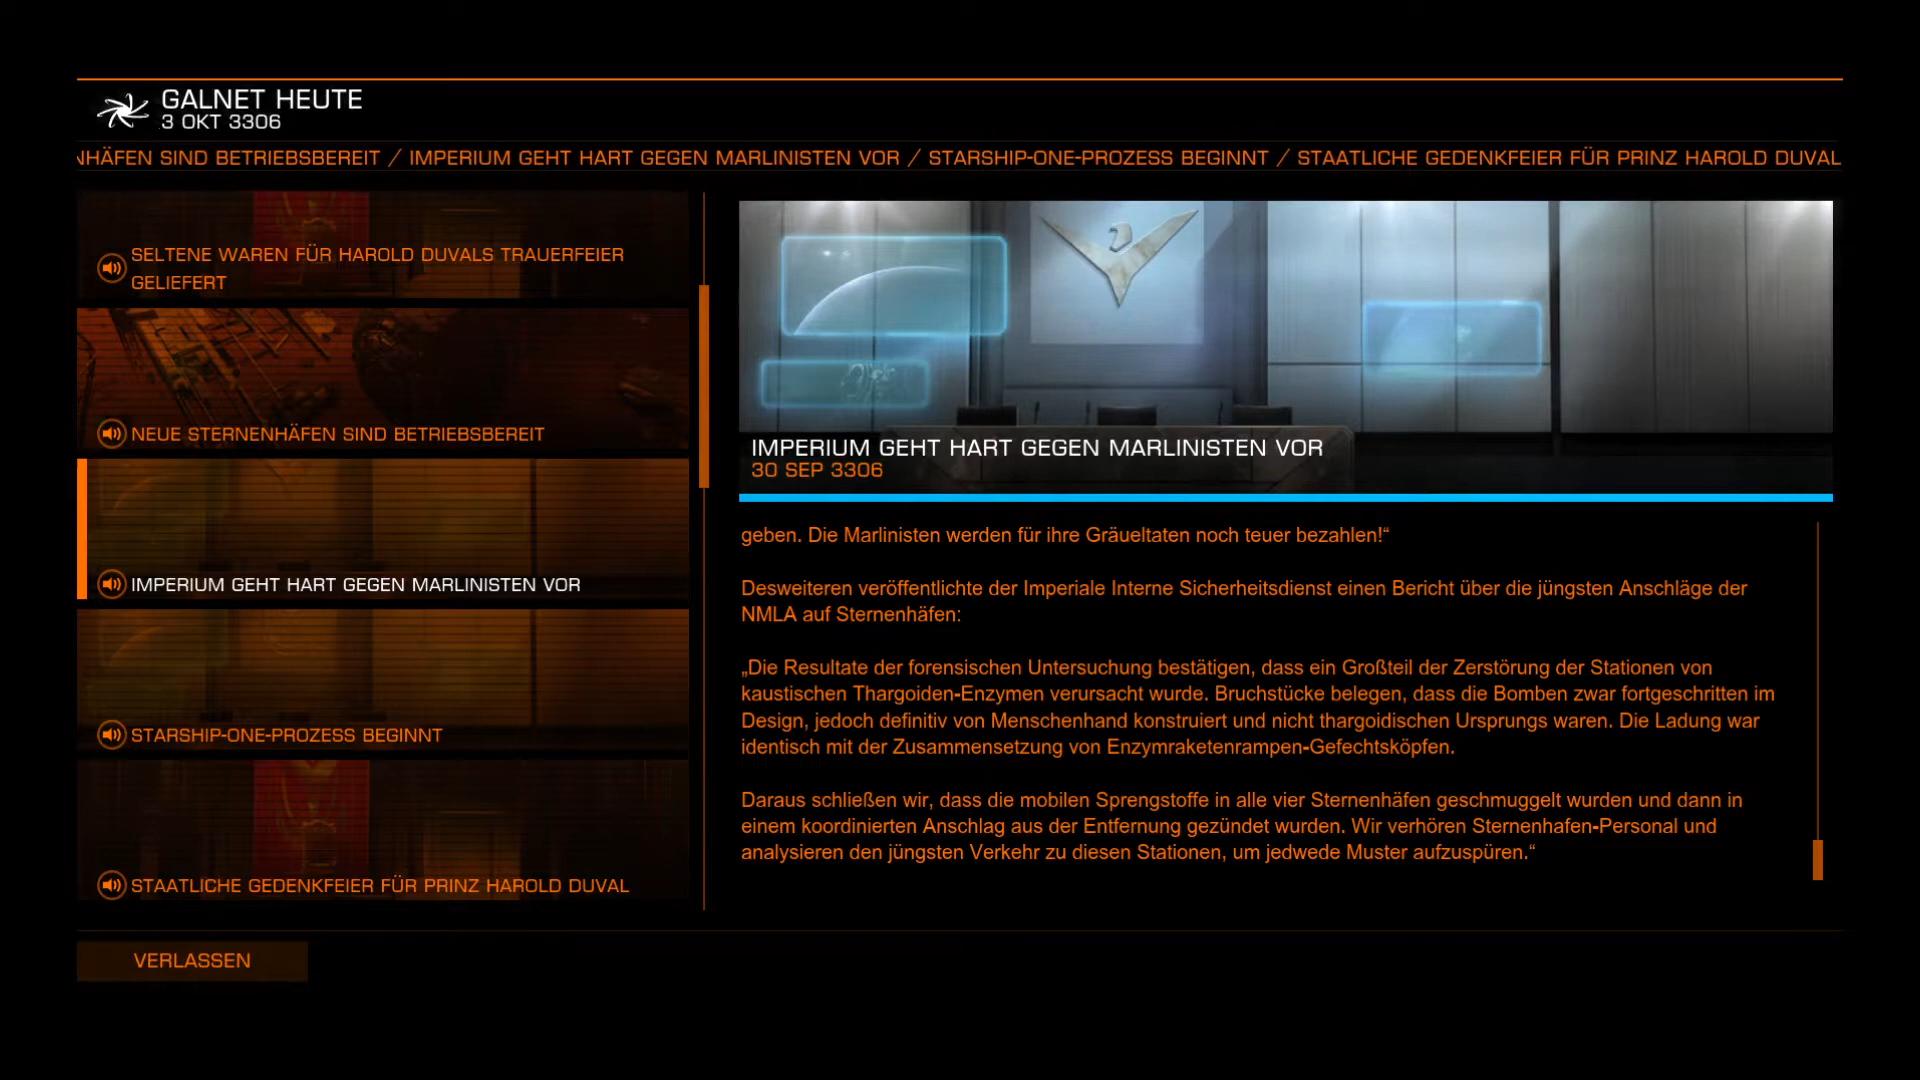 GALNET HEUTE
3 OKT 3306
NHÄFEN SIND BETRIEBSBEREIT / IMPERIUM GEHT HART GEGEN MARLINISTEN VOR / STARSHIP-ONE-PROZESS BEGINNT / STAATLICHE GEDENKFEIER FÜR PRINZ HAROLD DUVAL
SELTENE WAREN FÜR HAROLD DUVALS TRAUERFEIER
GELIEFERT
NEUE STERNENHÄFEN SIND BETRIEBSBEREIT
IMPERIUM GEHT HART GEGEN MARLINISTEN VOR
STARSHIP-ONE-PROZESS BEGINNT
STAATLICHE GEDENKFEIER FÜR PRINZ HAROLD DUVAL
IMPERIUM GEHT HART GEGEN MARLINISTEN VOR
30 SEP 3306
geben. Die Marlinisten werden für ihre Gräueltaten noch teuer bezahlen!“
Desweiteren veröffentlichte der Imperiale Interne Sicherheitsdienst einen Bericht über die jüngsten Anschläge der
NMLA auf Sternenhäfen:
„Die Resultate der forensischen Untersuchung bestätigen, dass ein Großteil der Zerstörung der Stationen von
kaustischen Thargoiden-Enzymen verursacht wurde. Bruchstücke belegen, dass die Bomben zwar fortgeschritten im
Design, jedoch definitiv von Menschenhand konstruiert und nicht thargoidischen Ursprungs waren. Die Ladung war
identisch mit der Zusammensetzung von Enzymraketenrampen-Gefechtsköpfen.
Daraus schließen wir, dass die mobilen Sprengstoffe in alle vier Sternenhäfen geschmuggelt wurden und dann in
einem koordinierten Anschlag aus der Entfernung gezündet wurden. Wir verhören Sternenhafen-Personal und
analysieren den jüngsten Verkehr zu diesen Stationen, um jedwede Muster aufzuspüren.“
VERLASSEN